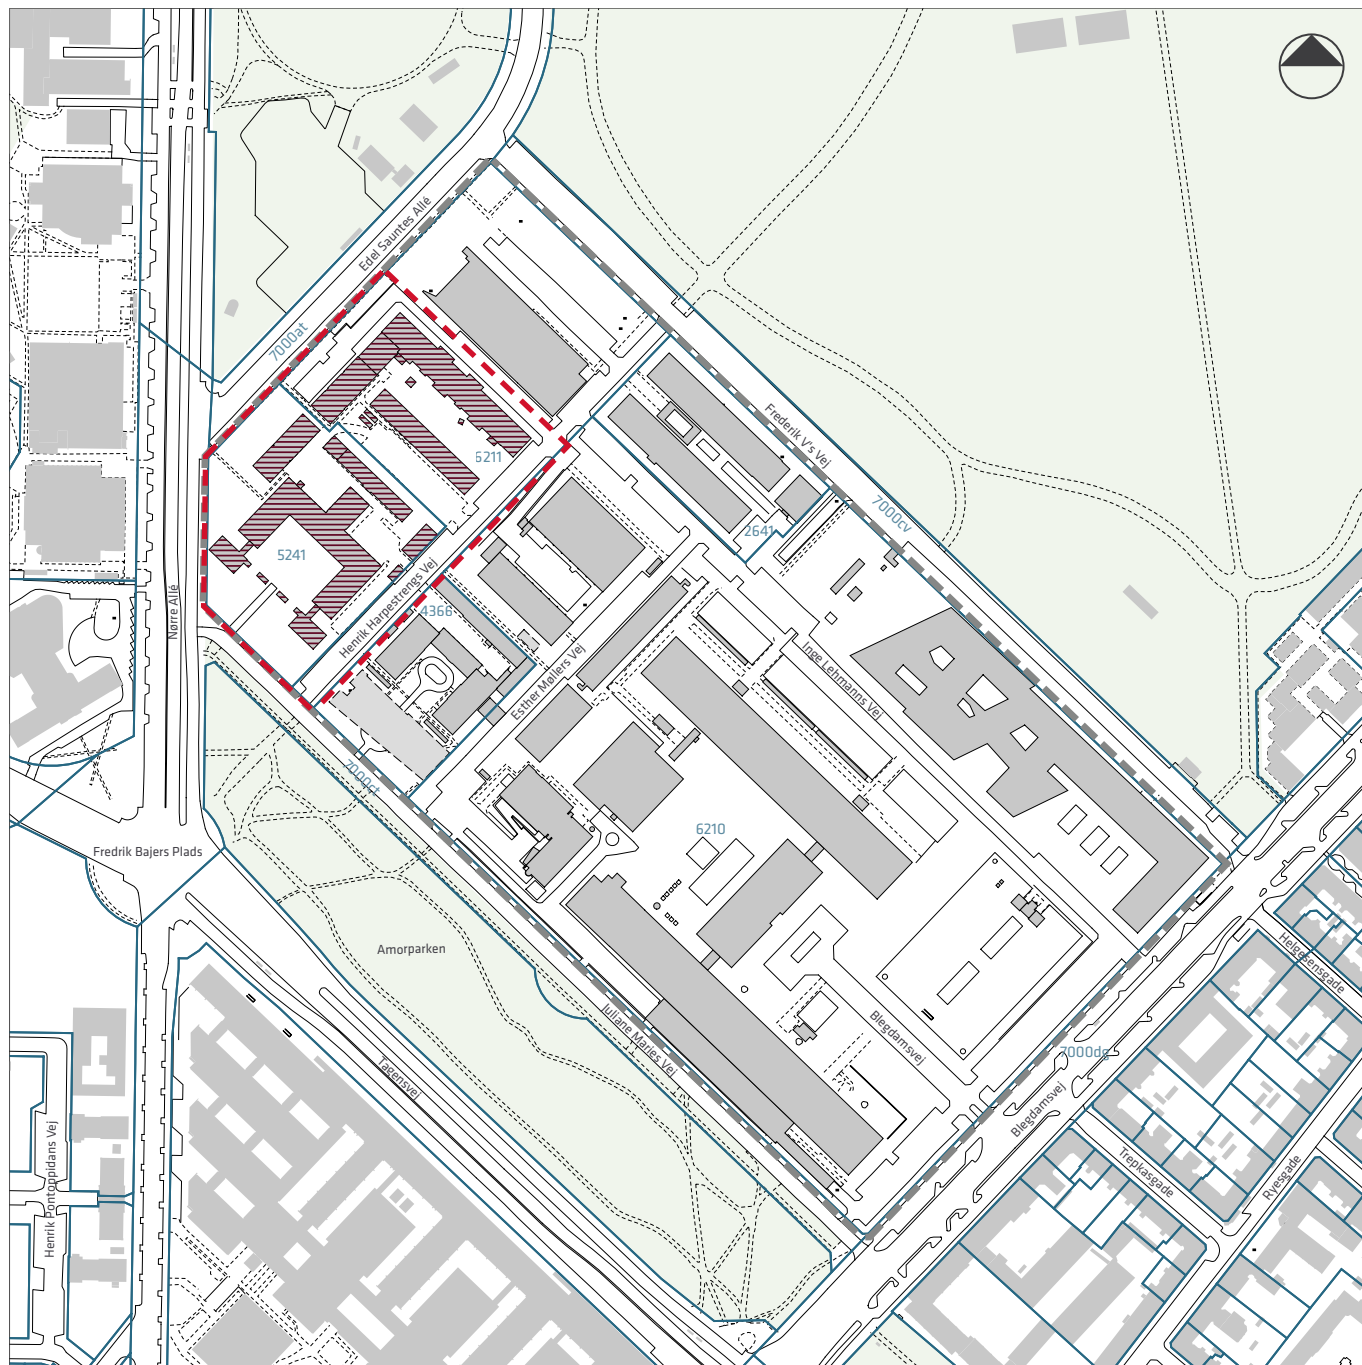 Edel Sauntes Allé
7000at
Frederik V's Vej
7000cv
6211
2641
5241
Nørre Allé
Henrik Harpestrengs Vej
4366
Esther Møllers Vej
Inge Lehmanns Vej
7000ct
6210
Fredrik Bajers Plads
Amorparken
Helgesensgade
Juliane Maries Vej
Blegdamsvej
7000dg
Tagensvej
Blegdamsvej
Trepkasgade
Ryesgade
Henrik Pontoppidans Vej